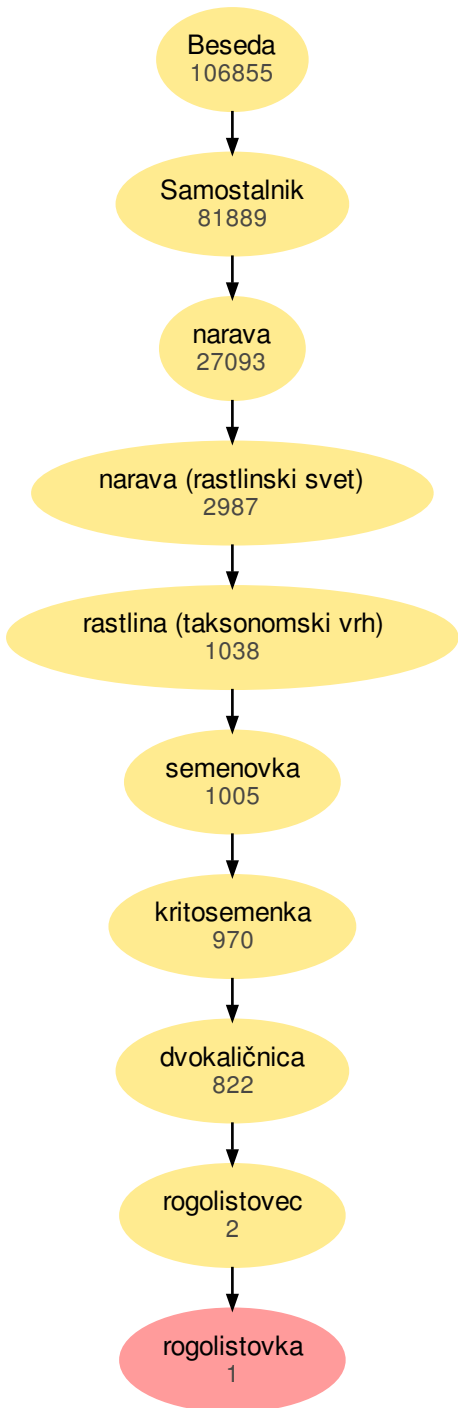 Beseda
106855
Samostalnik
81889
narava
27093
narava (rastlinski svet)
2987
rastlina (taksonomski vrh)
1038
semenovka
1005
kritosemenka
970
dvokaličnica
822
rogolistovec
2
rogolistovka
1